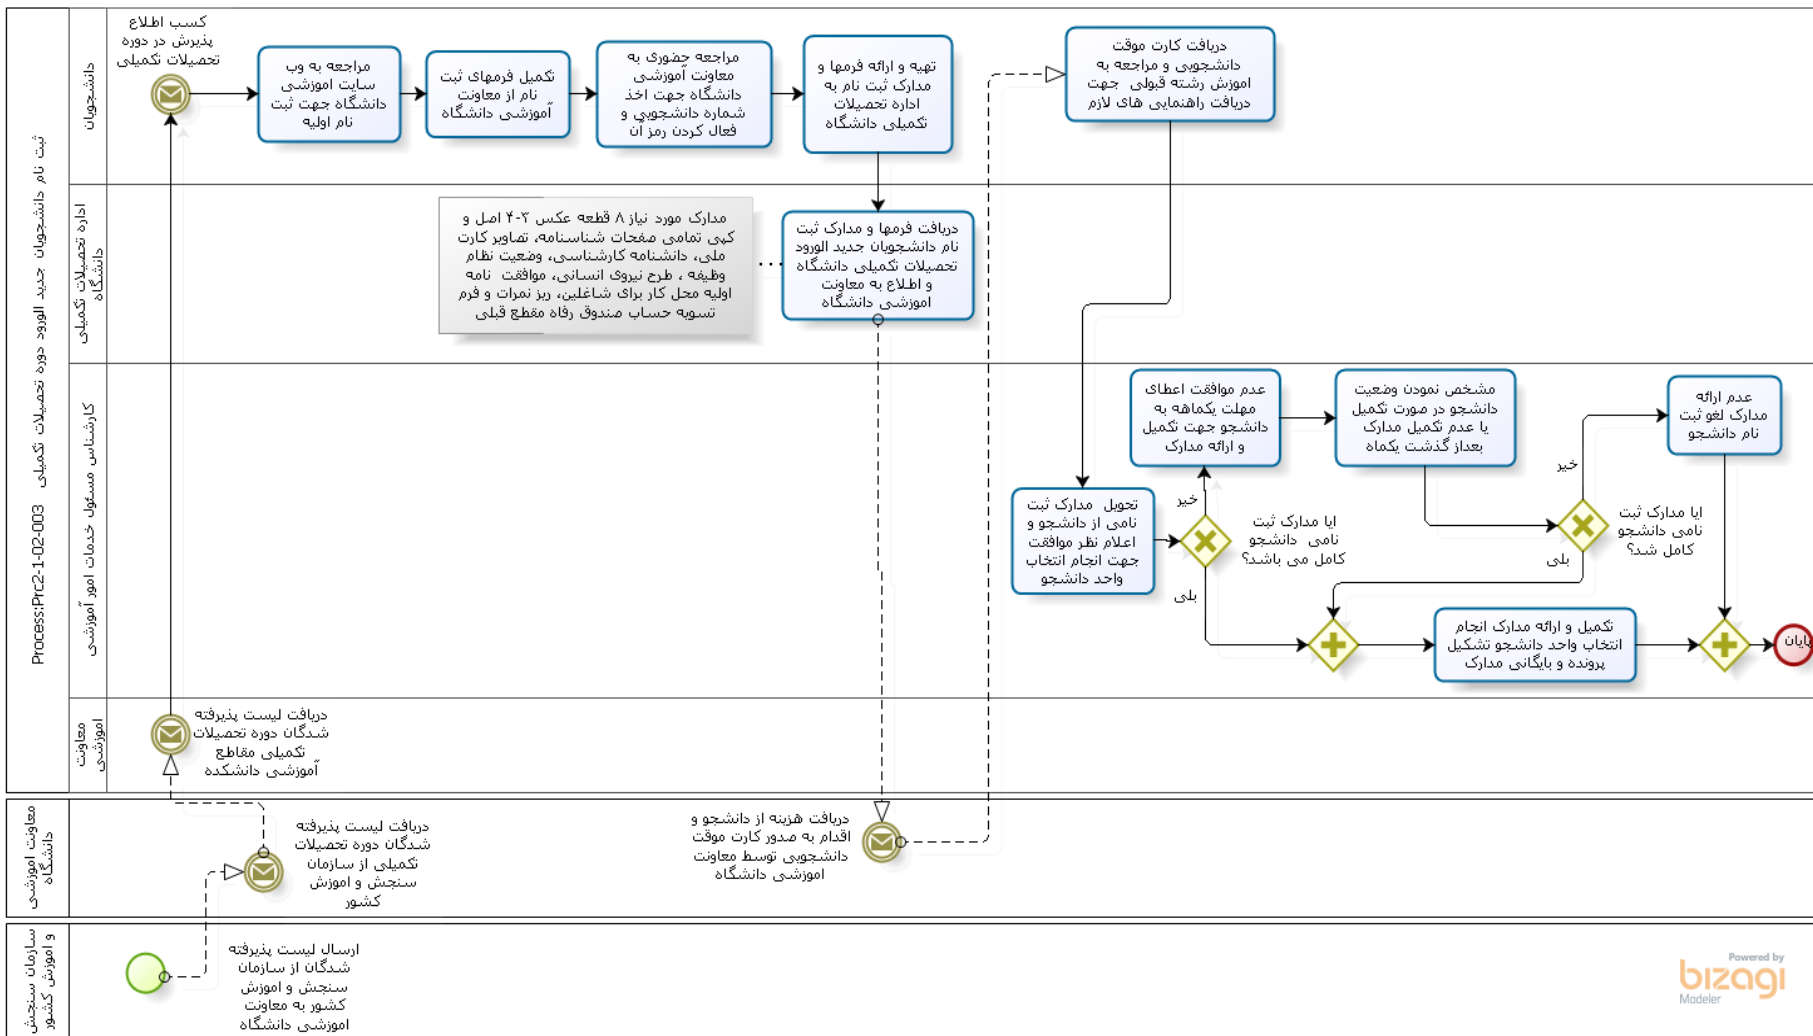 ثبت نام دانشجویان جدید الورود دوره تحصیلات تکمیلی Process:Prc2-1-02-003
دانشجویان
کسب اطلاع
پذیرش در دوره
تحصیلات تکمیلی
مراجعه به وب
سایت اموزشی
دانشگاه جهت ثبت
نام اولیه
تکمیل فرمهای ثبت
نام از معاونت
آموزشی دانشگاه
مراجعه حضوری به
معاونت آموزشی
دانشگاه جهت اخذ
شماره دانشجویی و
فعال کردن رمز آن
تهیه و ارائه فرمها و
مدارک ثبت نام به
اداره تحصیلات
تکمیلی دانشگاه
دریافت کارت موقت
دانشجویی و مراجعه به
اموزش رشته قبولی جهت
دریافت راهنمایی های لازم
اداره تحصیلات تکمیلی
دانشگاه
مدارک مورد نیاز ۸ قطعه عکس ۳-۴ اصل و
کپی تمامی صفحات شناسنامه، تصاویر کارت
ملی، دانشنامه کارشناسی، وضعیت نظام
وظیفه ، طرح نیروی انسانی، موافقت نامه
اولیه محل کار برای شاغلین، ریز نمرات و فرم
تسویه حساب صندوق رفاه مقطع قبلی
دریافت فرمها و مدارک ثبت
نام دانشجویان جدید الورود
تحصیلات تکمیلی دانشگاه
و اطلاع به معاونت
اموزشی دانشگاه
کارشناس مسئول خدمات امور آموزشی
عدم موافقت اعطای
مهلت یکماهه به
دانشجو جهت تکمیل
و ارائه مدارک
مشخص نمودن وضعیت
دانشجو در صورت تکمیل
یا عدم تکمیل مدارک
بعداز گذشت یکماه
عدم ارائه
مدارک لغو ثبت
نام دانشجو
تحویل مدارک ثبت
نامی از دانشجو و
اعلام نظر موافقت
جهت انجام انتخاب
واحد دانشجو
خیر
ایا مدارک ثبت
نامی دانشجو
کامل می باشد؟
بلی
خیر
ایا مدارک ثبت
نامی دانشجو
کامل شد؟
بلی
تکمیل و ارائه مدارک انجام
انتخاب واحد دانشجو تشکیل
پرونده و بایگانی مدارک
پایان
معاونت
اموزشی
دریافت لیست پذیرفته
شدگان دوره تحصیلات
تکمیلی مقاطع
آموزشی دانشکده
معاونت اموزشی
دانشگاه
دریافت لیست پذیرفته
شدگان دوره تحصیلات
تکمیلی از سازمان
سنجش و اموزش
کشور
دریافت هزینه از دانشجو و
اقدام به صدور کارت موقت
دانشجویی توسط معاونت
اموزشی دانشگاه
سازمان سنجش
و اموزش کشور
ارسال لیست پذیرفته
شدگان از سازمان
سنجش و اموزش
کشور به معاونت
اموزشی دانشگاه
Powered by
bizagi
Modeler